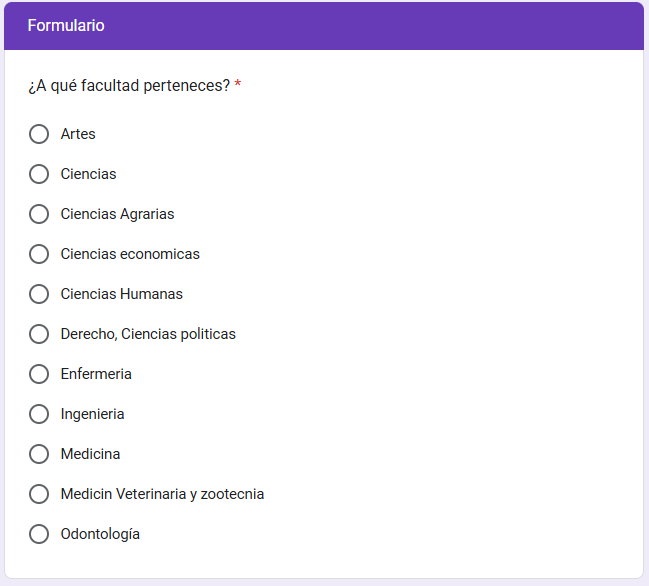 Formulario
¿A qué facultad perteneces? *
Artes
Ciencias
Ciencias Agrarias
Ciencias economicas
Ciencias Humanas
Derecho, Ciencias politicas
Enfermeria
Ingenieria
Medicina
Medicin Veterinaria y zootecnia
Odontología